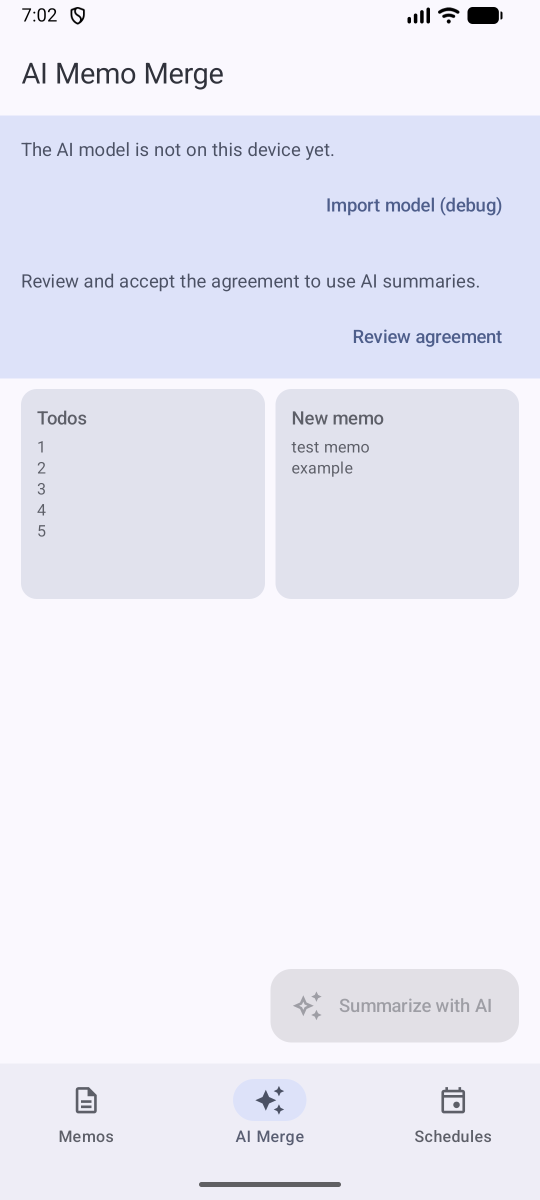 7:02
AI Memo Merge
The AI model is not on this device yet.
Import model (debug)
Review and accept the agreement to use AI summaries.
Review agreement
Todos
1
2
3
4
5
New memo
test memo
example
Summarize with AI
Memos
AI Merge
Schedules